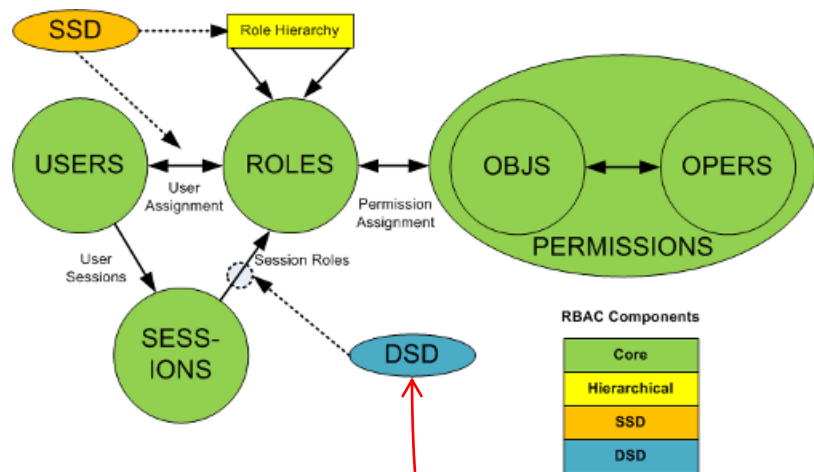 SSD
Role Hierarchy
USERS
User
Assignment
ROLES
Permission
Assignment
OBJS
OPERS
PERMISSIONS
User
Sessions
Session Roles
SESS-
IONS
DSD
RBAC Components
Core
Hierarchical
SSD
DSD